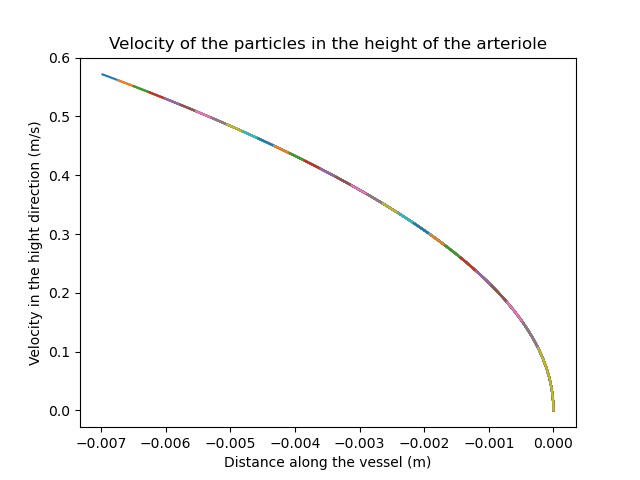 Velocity of the particles in the height of the arteriole
0.6
0.5
0.4
0.3
0.2
0.1
0.0
Velocity in the hight direction (m/s)
−0.007 −0.006 −0.005 −0.004 −0.003 −0.002 −0.001 0.000
Distance along the vessel (m)